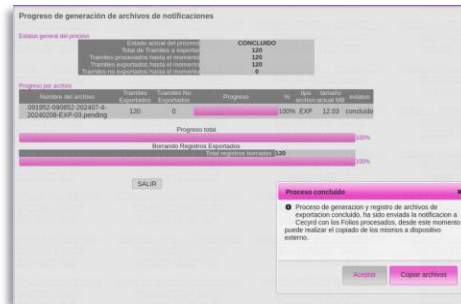 Progreso de generación de archivos de notificaciones
Estatus general del proceso
Estado actual del proceso CONCLUIDO
Total de Tramites a exportar 120
Tramites procesados hasta el momento 120
Tramites exportados hasta el momento 120
Tramites no exportados hasta el momento 0
Progreso por archivo
Nombre del archivo Tramites Exportados Tramites No Exportados Progreso % tipo archivo tamaño actual MB estatus
091952-090852-202407-4-20240208-EXP-03.pending 120 0 100% EXP 12.03 concluido
Progreso total
100%
Borrando Registros Exportados
Total registros borrados: 120
100%
SALIR
Proceso concluido x
Proceso de generacion y registro de archivos de
exportacion concluido, ha sido enviada la notificacion a
Cecyrd con los Folios procesados, desde este momento
puede realizar el copiado de los mismos a dispositivo
externo.
Aceptar Copiar archivos